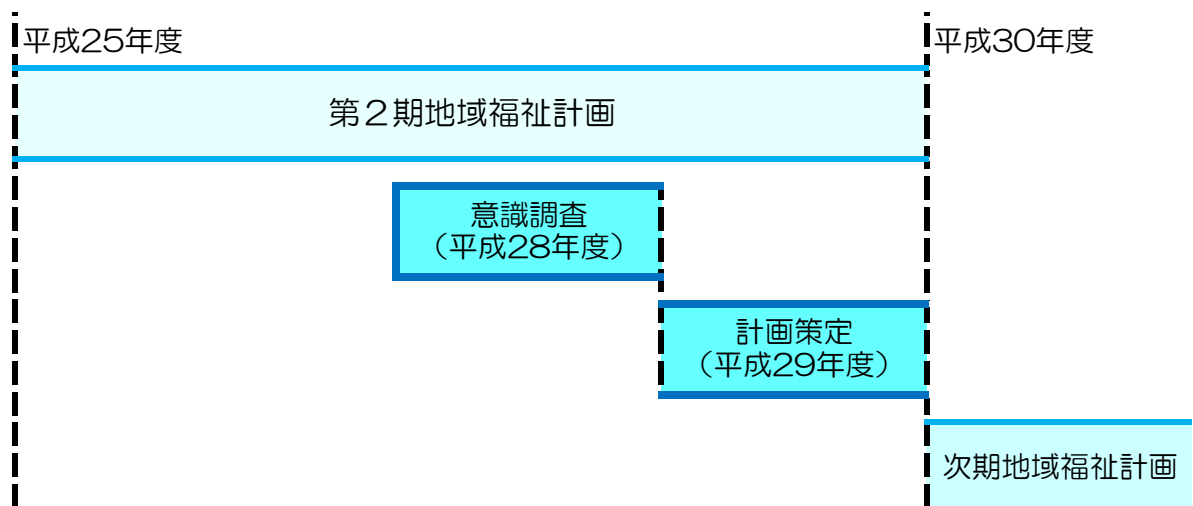 平成25年度
平成30年度
第２期地域福祉計画
意識調査
（平成28年度）
計画策定
（平成29年度）
次期地域福祉計画